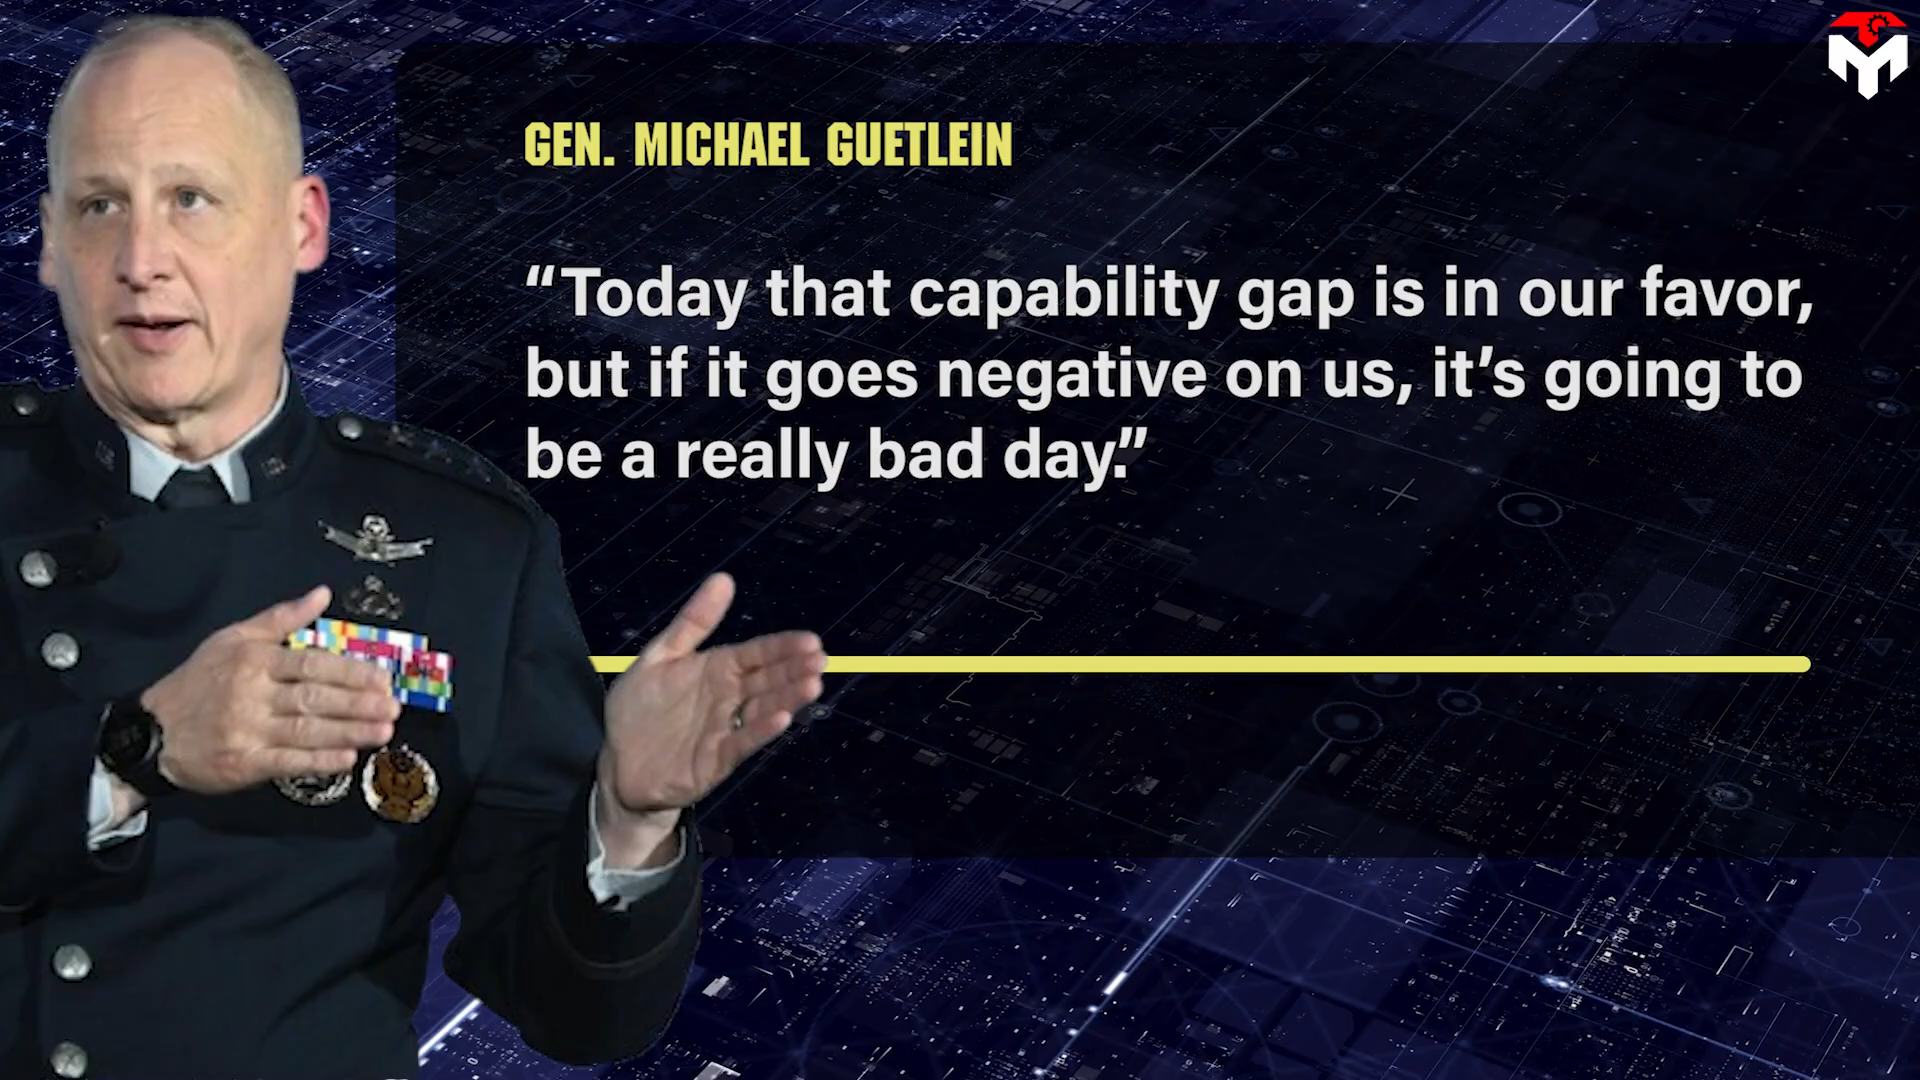 GEN. MICHAEL GUETLEIN
“Today that capability gap is in our favor,
but if it goes negative on us, it’s going to
be a really bad day.”